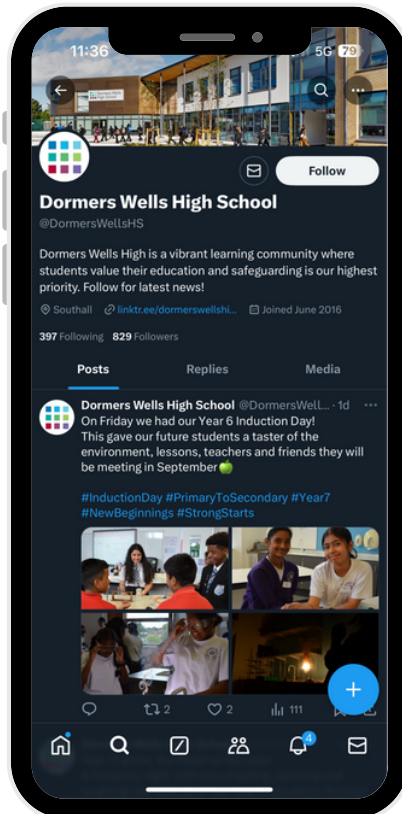 11:36
5G 79
Dormers Wells
High School
Follow
Dormers Wells High School
@DormersWellsHS
Dormers Wells High is a vibrant learning community where
students value their education and safeguarding is our highest
priority. Follow for latest news!
Southall linktr.ee/dormerswellshi... Joined June 2016
397 Following 829 Followers
Posts Replies Media
Dormers Wells High School @DormersWell... · 1d
On Friday we had our Year 6 Induction Day!
This gave our future students a taster of the
environment, lessons, teachers and friends they will
be meeting in September🍏
#InductionDay #PrimaryToSecondary #Year7
#NewBeginnings #StrongStarts
2 2 111
4